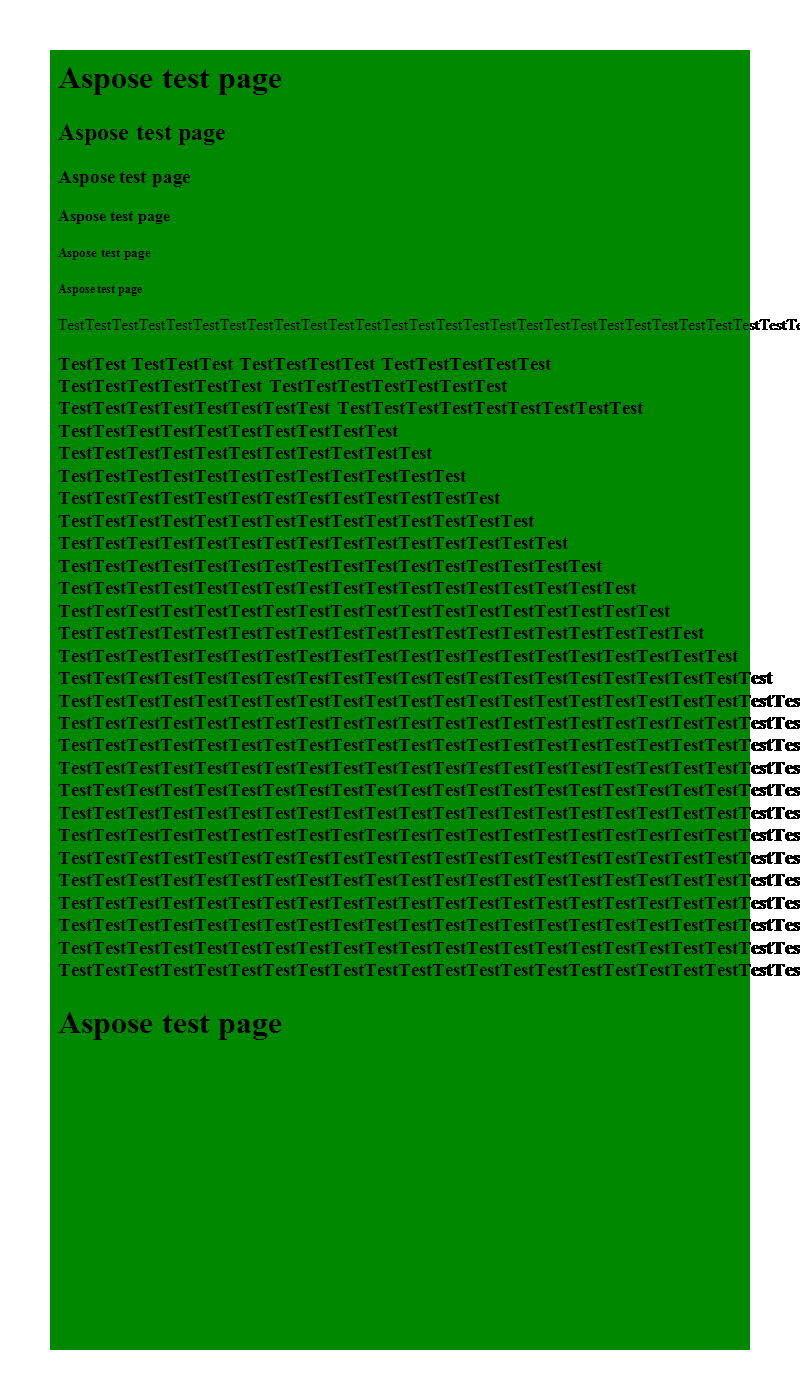 Aspose test page
Aspose test page
Aspose test page
Aspose test page
Aspose test page
Aspose test page
TestTestTestTestTestTestTestTestTestTestTestTestTestTestTestTestTestTestTestTestTestTestTestTestTestTestTestTe
TestTest TestTestTest TestTestTestTest TestTestTestTestTest
TestTestTestTestTestTest TestTestTestTestTestTestTest
TestTestTestTestTestTestTestTest TestTestTestTestTestTestTestTestTest
TestTestTestTestTestTestTestTestTestTest
TestTestTestTestTestTestTestTestTestTestTest
TestTestTestTestTestTestTestTestTestTestTestTest
TestTestTestTestTestTestTestTestTestTestTestTestTest
TestTestTestTestTestTestTestTestTestTestTestTestTestTest
TestTestTestTestTestTestTestTestTestTestTestTestTestTestTest
TestTestTestTestTestTestTestTestTestTestTestTestTestTestTestTest
TestTestTestTestTestTestTestTestTestTestTestTestTestTestTestTestTest
TestTestTestTestTestTestTestTestTestTestTestTestTestTestTestTestTestTest
TestTestTestTestTestTestTestTestTestTestTestTestTestTestTestTestTestTestTest
TestTestTestTestTestTestTestTestTestTestTestTestTestTestTestTestTestTestTestTest
TestTestTestTestTestTestTestTestTestTestTestTestTestTestTestTestTestTestTestTestTest
TestTestTestTestTestTestTestTestTestTestTestTestTestTestTestTestTestTestTestTestTestTes
TestTestTestTestTestTestTestTestTestTestTestTestTestTestTestTestTestTestTestTestTestTes
TestTestTestTestTestTestTestTestTestTestTestTestTestTestTestTestTestTestTestTestTestTes
TestTestTestTestTestTestTestTestTestTestTestTestTestTestTestTestTestTestTestTestTestTes
TestTestTestTestTestTestTestTestTestTestTestTestTestTestTestTestTestTestTestTestTestTes
TestTestTestTestTestTestTestTestTestTestTestTestTestTestTestTestTestTestTestTestTestTes
TestTestTestTestTestTestTestTestTestTestTestTestTestTestTestTestTestTestTestTestTestTes
TestTestTestTestTestTestTestTestTestTestTestTestTestTestTestTestTestTestTestTestTestTes
TestTestTestTestTestTestTestTestTestTestTestTestTestTestTestTestTestTestTestTestTestTes
TestTestTestTestTestTestTestTestTestTestTestTestTestTestTestTestTestTestTestTestTestTes
TestTestTestTestTestTestTestTestTestTestTestTestTestTestTestTestTestTestTestTestTestTes
TestTestTestTestTestTestTestTestTestTestTestTestTestTestTestTestTestTestTestTestTestTes
TestTestTestTestTestTestTestTestTestTestTestTestTestTestTestTestTestTestTestTestTestTes
Aspose test page